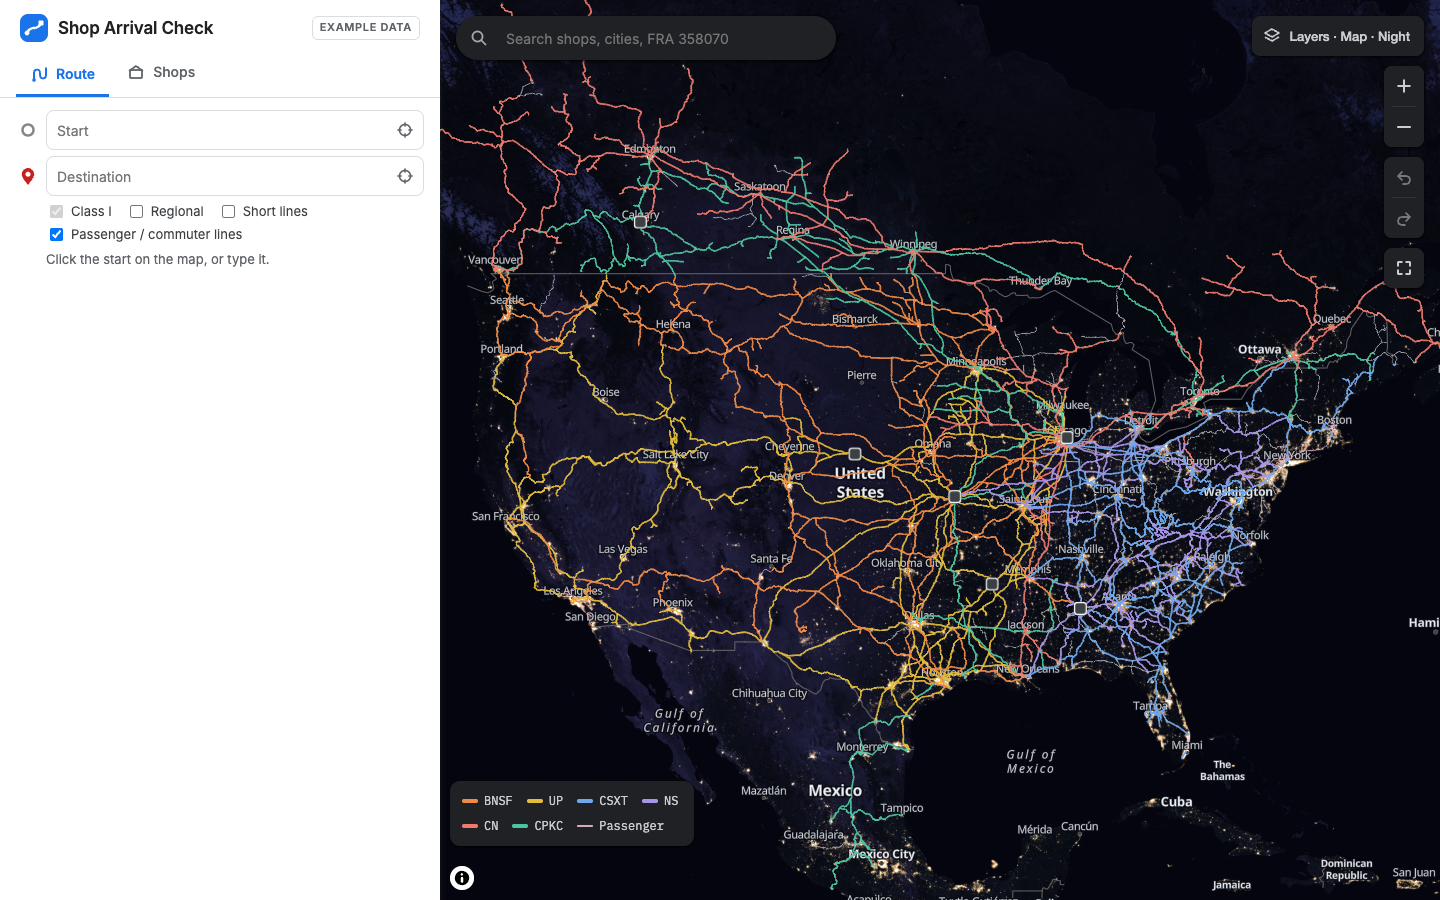 Shop Arrival Check
EXAMPLE DATA
Route
Shops
Start
Destination
Class I
Regional
Short lines
Passenger / commuter lines
Click the start on the map, or type it.
Search shops, cities, FRA 358070
Layers · Map · Night
Edmonton
Saskatoon
Calgary
Regina
Winnipeg
Vancouver
Thunder Bay
Seattle
Quebec
Bismarck
Helena
Portland
Ottawa
Minneapolis
Pierre
Boise
Toronto
Milwaukee
Detroit
Boston
Chicago
Omaha
Cheyenne
Salt Lake City
New York
Pittsburgh
Denver
United
States
Cincinnati
Washington
Saint Louis
San Francisco
Norfolk
Las Vegas
Nashville
Raleigh
Santa Fe
Oklahoma City
Memphis
Los Angeles
Phoenix
Atlanta
San Diego
Dallas
Jackson
Hami
New Orleans
Houston
Chihuahua City
Gulf of
California
Tampa
Monterrey
Miami
Gulf of
Mexico
The
Bahamas
Mazatlán
Mexico
Cuba
Tampico
BNSF
UP
CSXT
NS
CN
CPKC
Passenger
Guadalajara
Mérida
Cancún
Mexico City
Dominican
Republic
San Juan
Jamaica
Acapulco